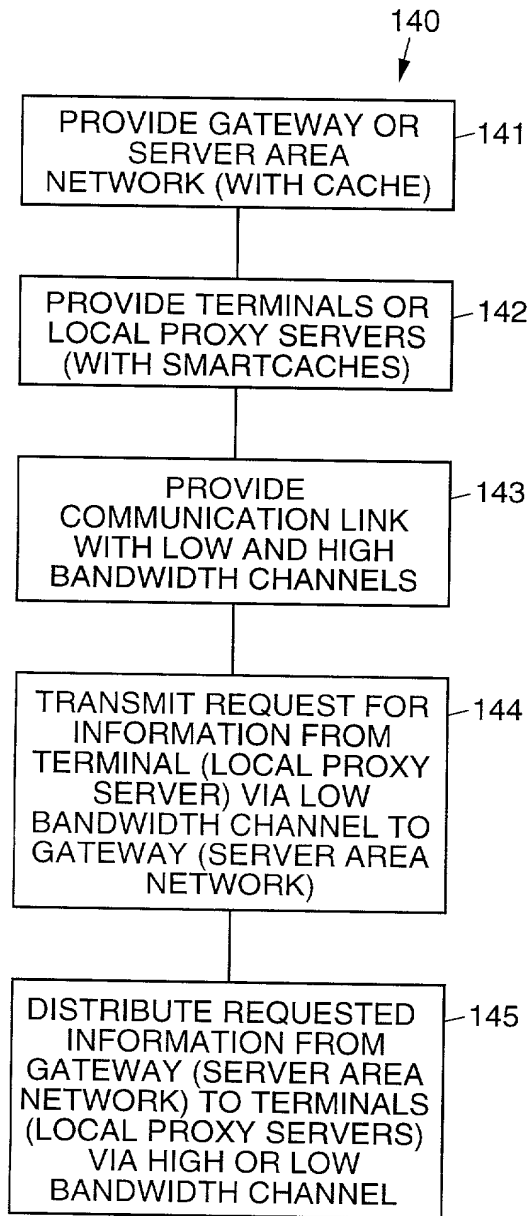 140
PROVIDE GATEWAY OR
SERVER AREA
NETWORK (WITH CACHE)
141
PROVIDE TERMINALS OR
LOCAL PROXY SERVERS
(WITH SMARTCACHES)
142
PROVIDE
COMMUNICATION LINK
WITH LOW AND HIGH
BANDWIDTH CHANNELS
143
TRANSMIT REQUEST FOR
INFORMATION FROM
TERMINAL (LOCAL PROXY
SERVER) VIA LOW
BANDWIDTH CHANNEL TO
GATEWAY (SERVER AREA
NETWORK)
144
DISTRIBUTE REQUESTED
INFORMATION FROM
GATEWAY (SERVER AREA
NETWORK) TO TERMINALS
(LOCAL PROXY SERVERS)
VIA HIGH OR LOW
BANDWIDTH CHANNEL
145